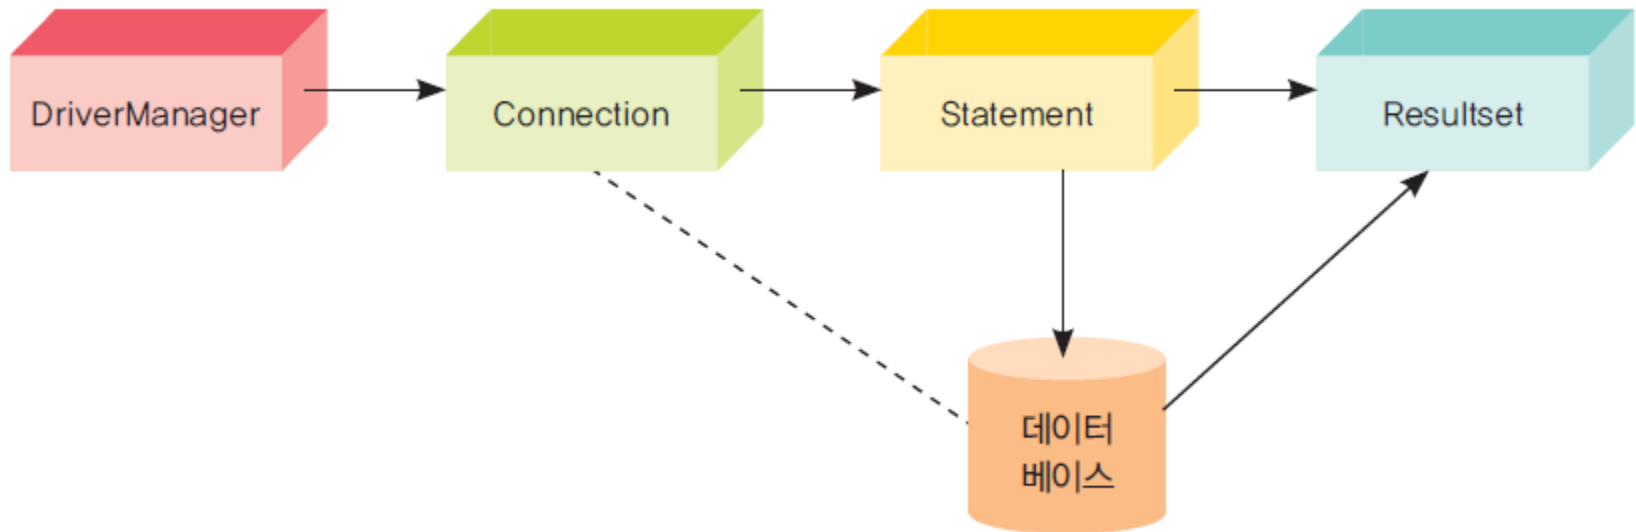 DriverManager
Connection
Statement
Resultset
데이터
베이스